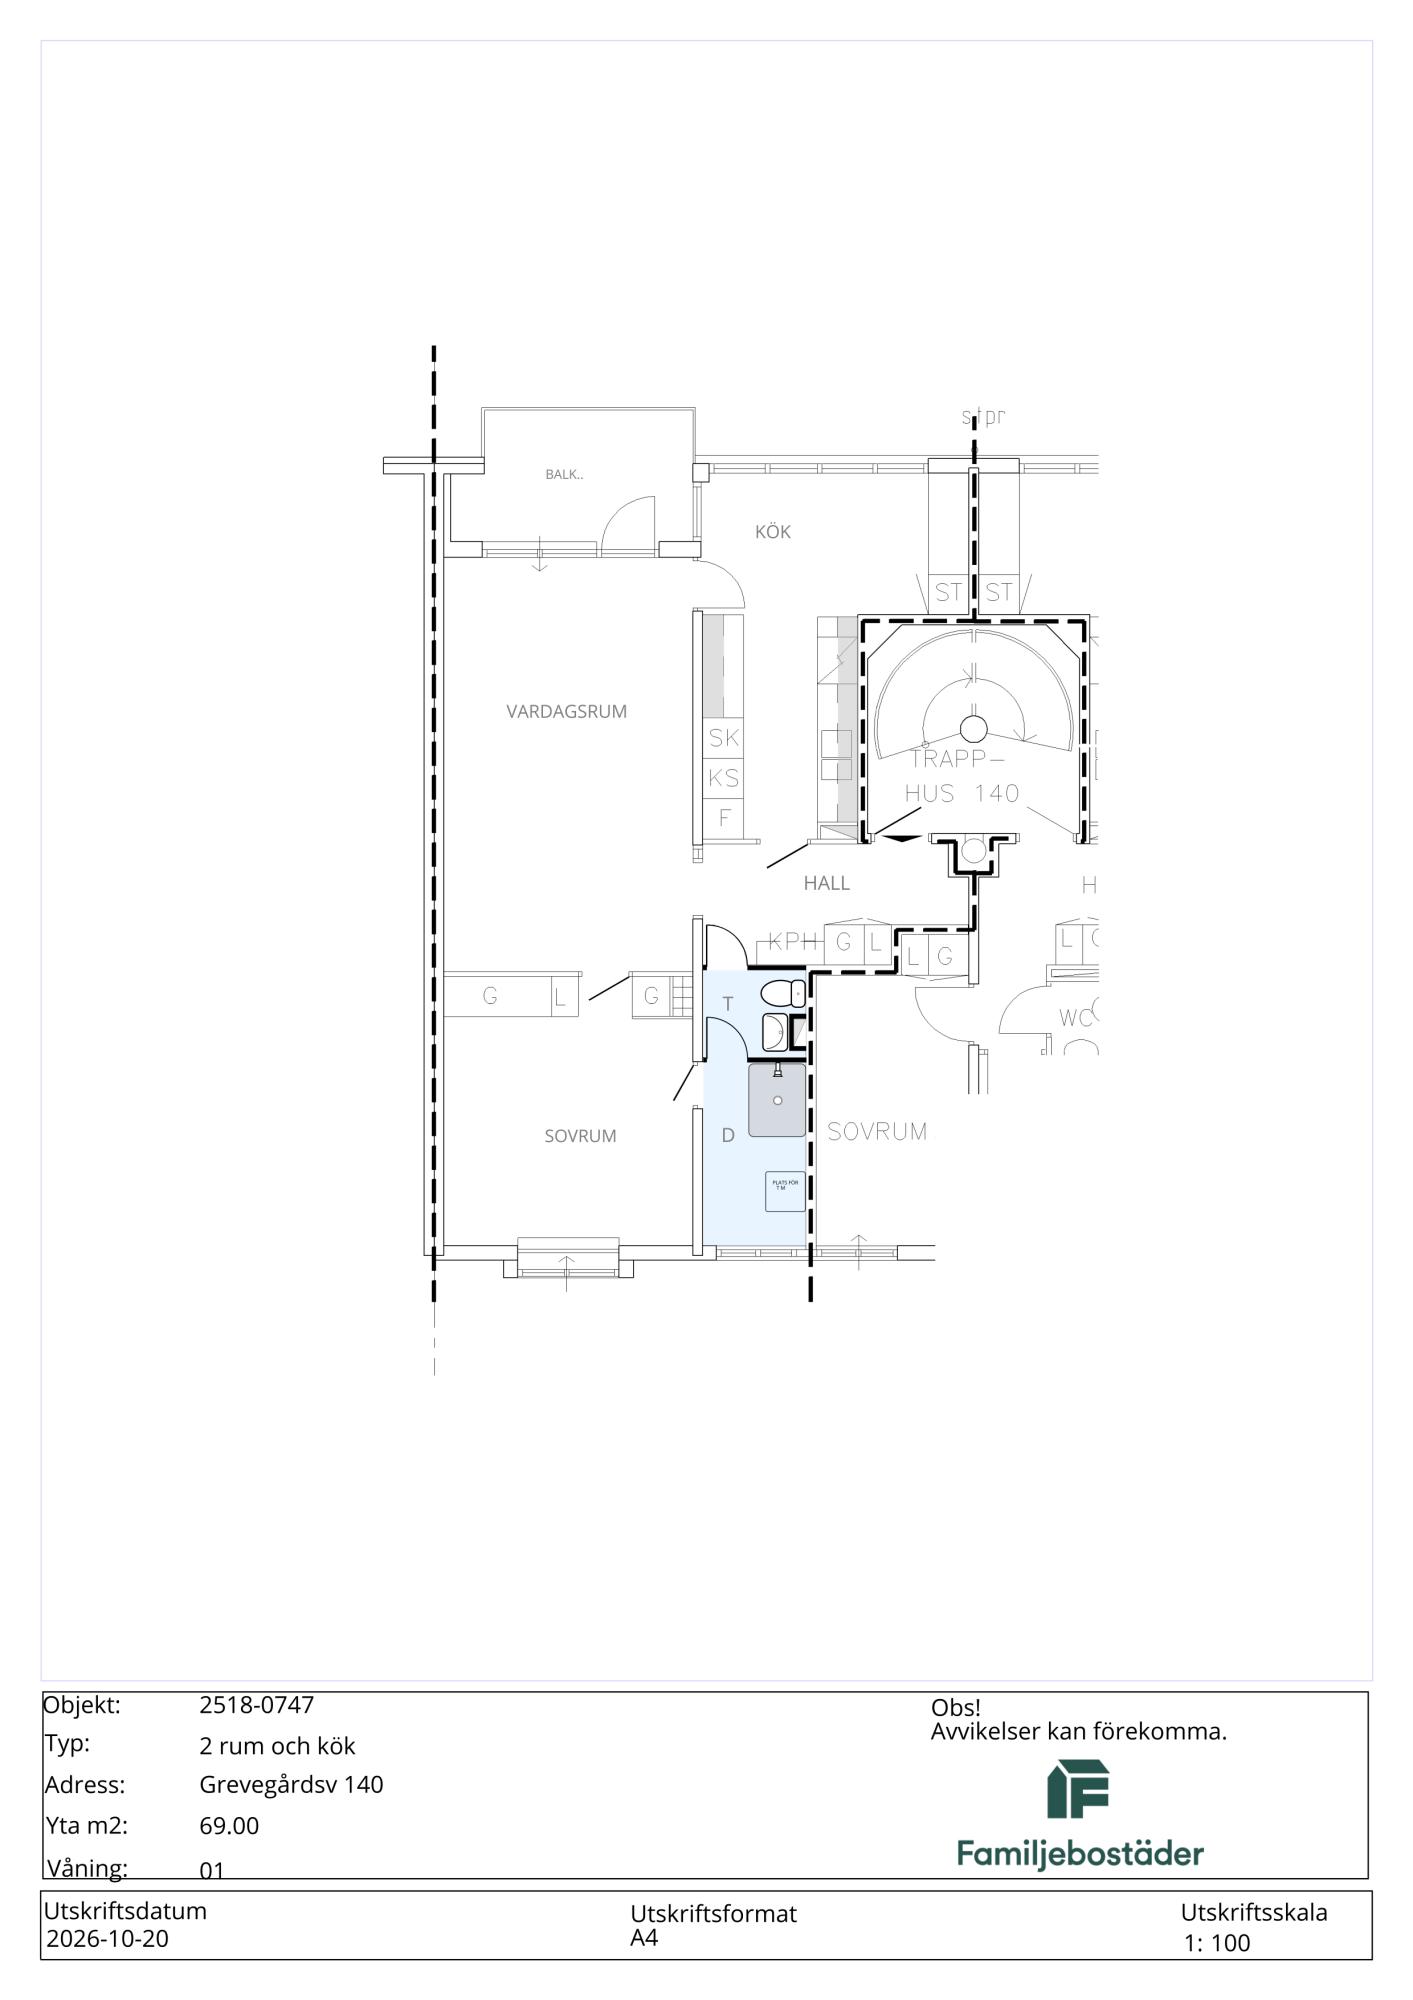 stpr
BALK..
KÖK
ST ST
VARDAGSRUM
SK
KS
F
TRAPP-
HUS 140
HALL
H
KPH G L
L G
L
G L G
T
WC
SOVRUM
D
SOVRUM
PLATS FÖR
T M
Objekt: 2518-0747
Typ: 2 rum och kök
Adress: Grevegårdsv 140
Yta m2: 69.00
Våning: 01
Obs!
Avvikelser kan förekomma.
F
Familjebostäder
Utskriftsdatum
2026-10-20
Utskriftsformat
A4
Utskriftsskala
1: 100